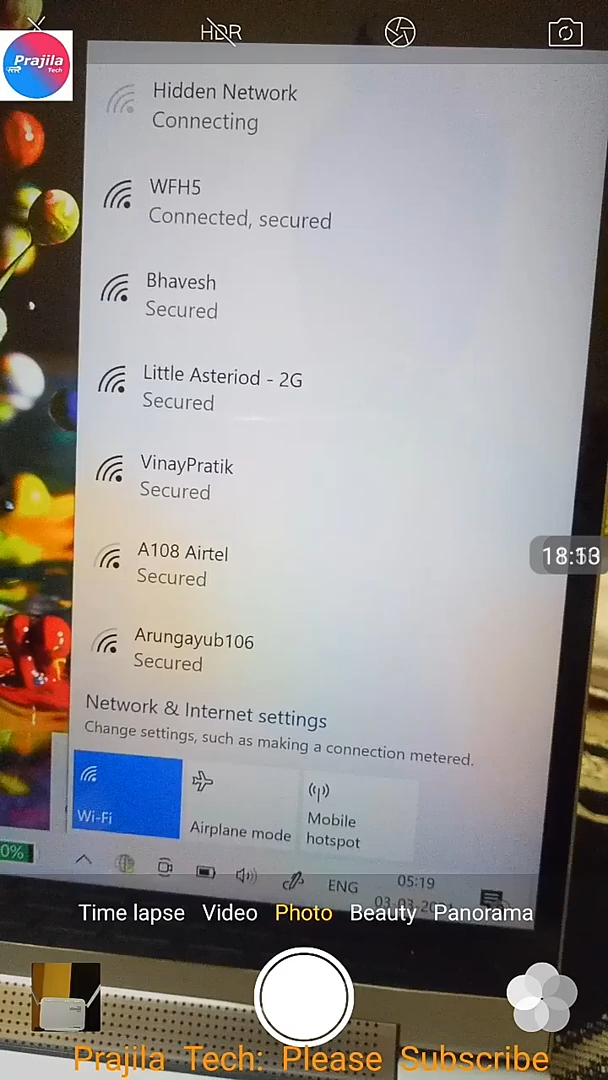 HDR
Prajila
Tech
Hidden Network
Connecting
WFH5
Connected, secured
Bhavesh
Secured
Little Asteriod - 2G
Secured
VinayPratik
Secured
18:13
A108 Airtel
Secured
Arungayub106
Secured
Network & Internet settings
Change settings, such as making a connection metered.
Wi-Fi
Airplane mode
Mobile
hotspot
0%
ENG
05:19
Time lapse Video Photo Beauty Panorama
Prajila Tech: Please Subscribe